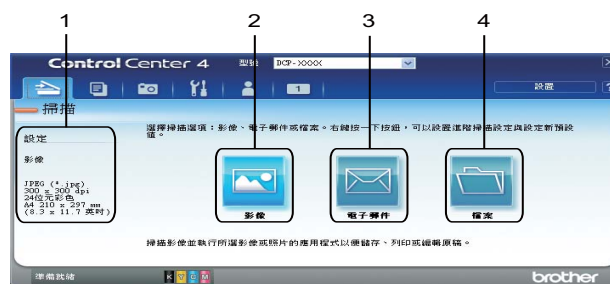 1 2 3 4
Control Center 4 型號 DCP-XXXX
1 設置 ?
掃描
選擇掃描選項：影像、電子郵件或檔案。右鍵按一下按鈕，可以設置進階掃描設定與設定新預設
值。
設定
影像
JPEG (*.jpg)
300 x 300 dpi
24位元彩色
A4 210 x 297 mm
(8.3 x 11.7 英吋)
影像 電子郵件 檔案
掃描影像並執行所選影像或照片的應用程式以便儲存、列印或編輯原稿。
準備就緒 K Y C M brother